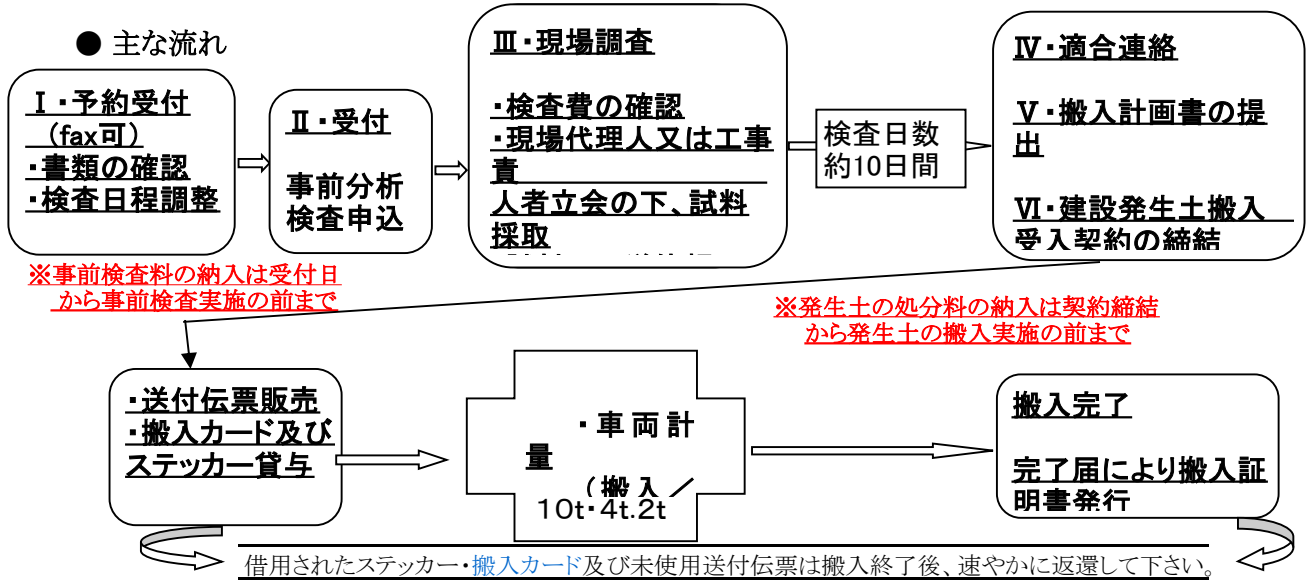 ● 主な流れ
Ⅰ・予約受付
(fax可)
・書類の確認
・検査日程調整
Ⅱ・受付
事前分析
検査申込
Ⅲ・現場調査
・検査費の確認
・現場代理人又は工事
責
人者立会の下、試料
採取
検査日数
約10日間
Ⅳ・適合連絡
Ⅴ・搬入計画書の提
出
Ⅵ・建設発生土搬入
受入契約の締結
※事前検査料の納入は受付日
から事前検査実施の前まで
※発生土の処分料の納入は契約締結
から発生土の搬入実施の前まで
・送付伝票販売
・搬入カード及び
ステッカー貸与
・車両計
量
(搬入／
10t・4t.2t
搬入完了
完了届により搬入証
明書発行
借用されたステッカー・搬入カード及び未使用送付伝票は搬入終了後、速やかに返還して下さい。